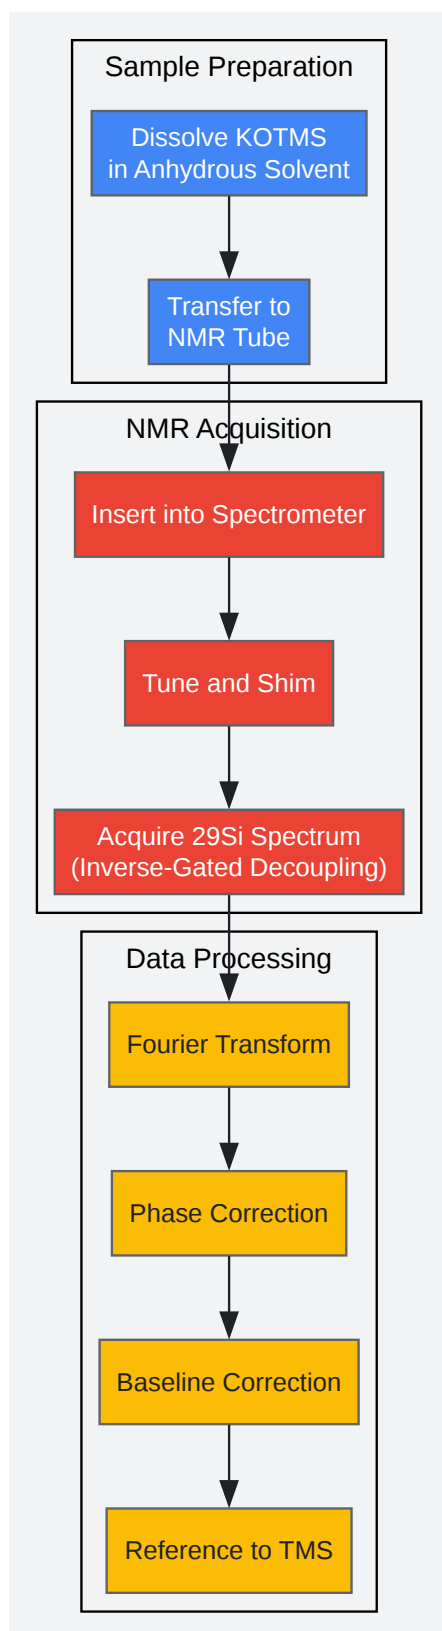 Sample Preparation
Dissolve KOTMS
in Anhydrous Solvent
Transfer to
NMR Tube
NMR Acquisition
Insert into Spectrometer
Tune and Shim
Acquire 29Si Spectrum
(Inverse-Gated Decoupling)
Data Processing
Fourier Transform
Phase Correction
Baseline Correction
Reference to TMS